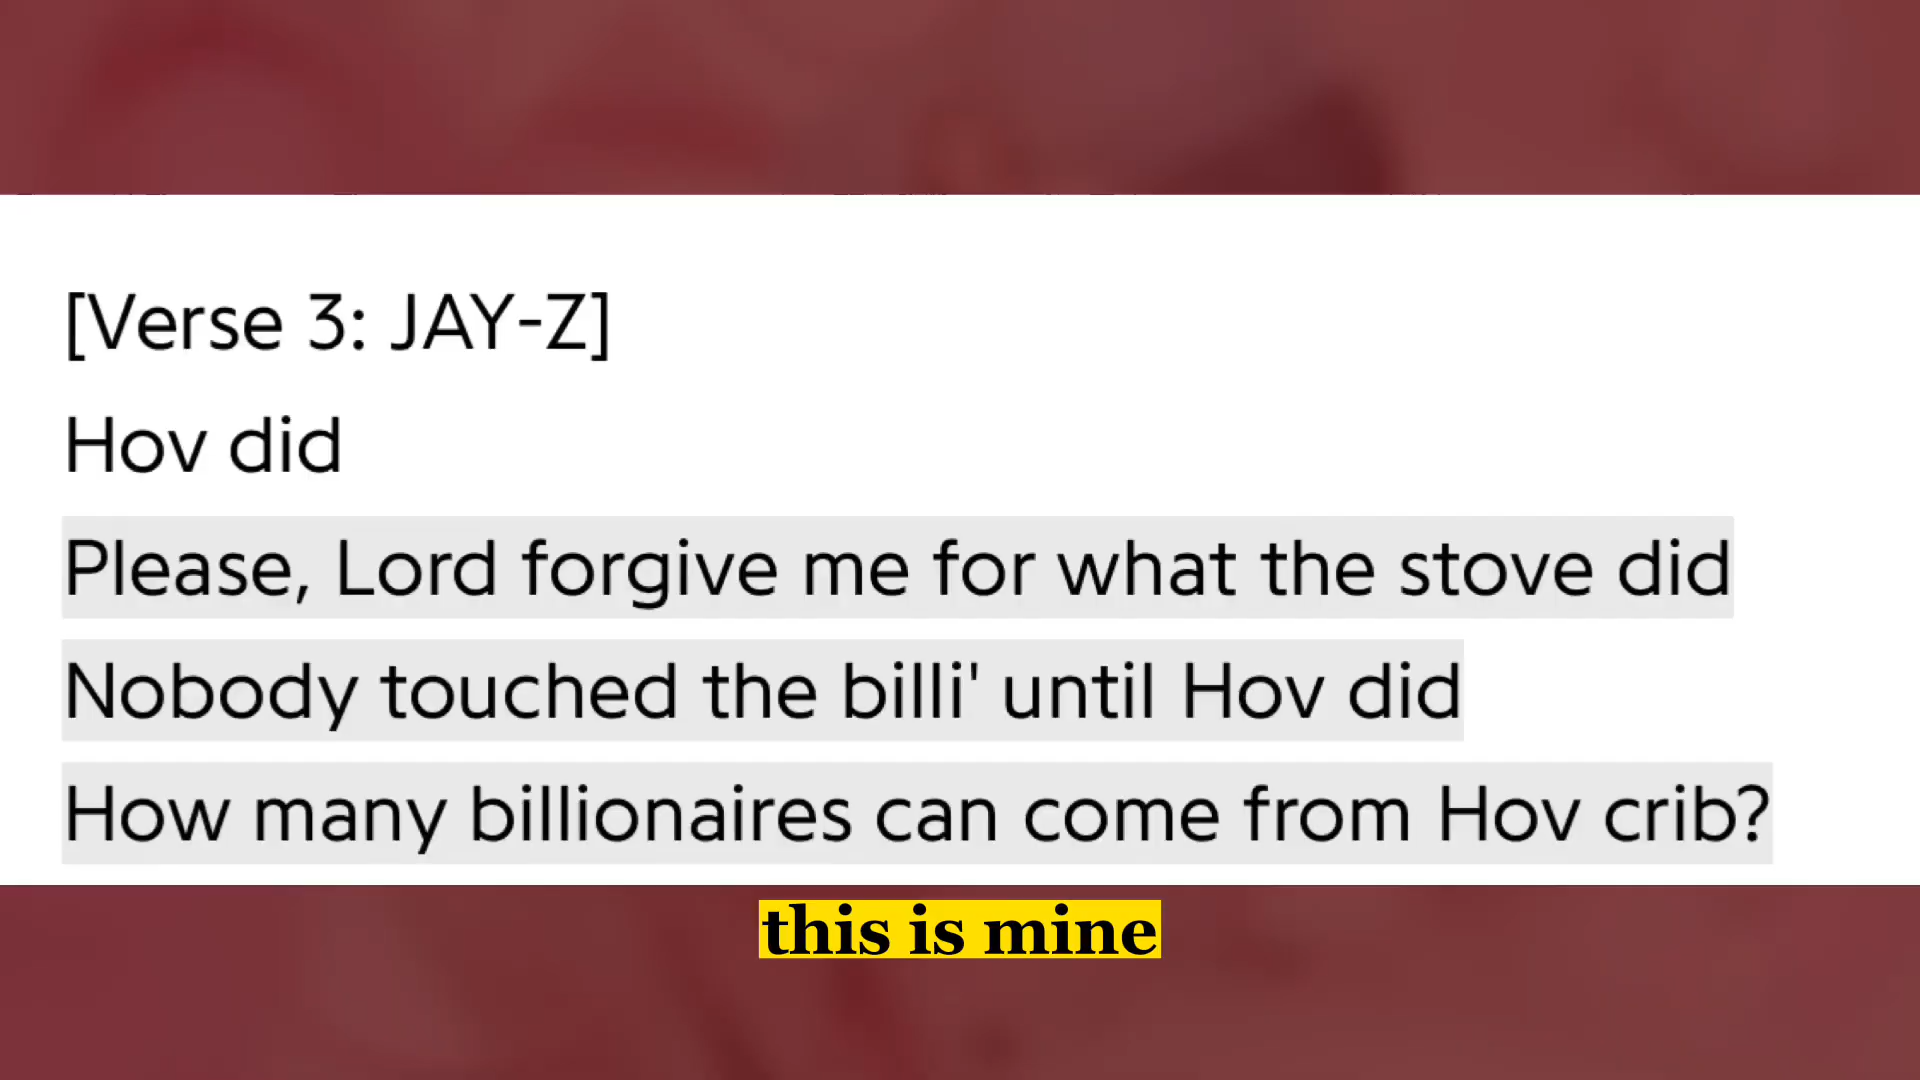 [Verse 3: JAY-Z]
Hov did
Please, Lord forgive me for what the stove did
Nobody touched the billi' until Hov did
How many billionaires can come from Hov crib?
this is mine